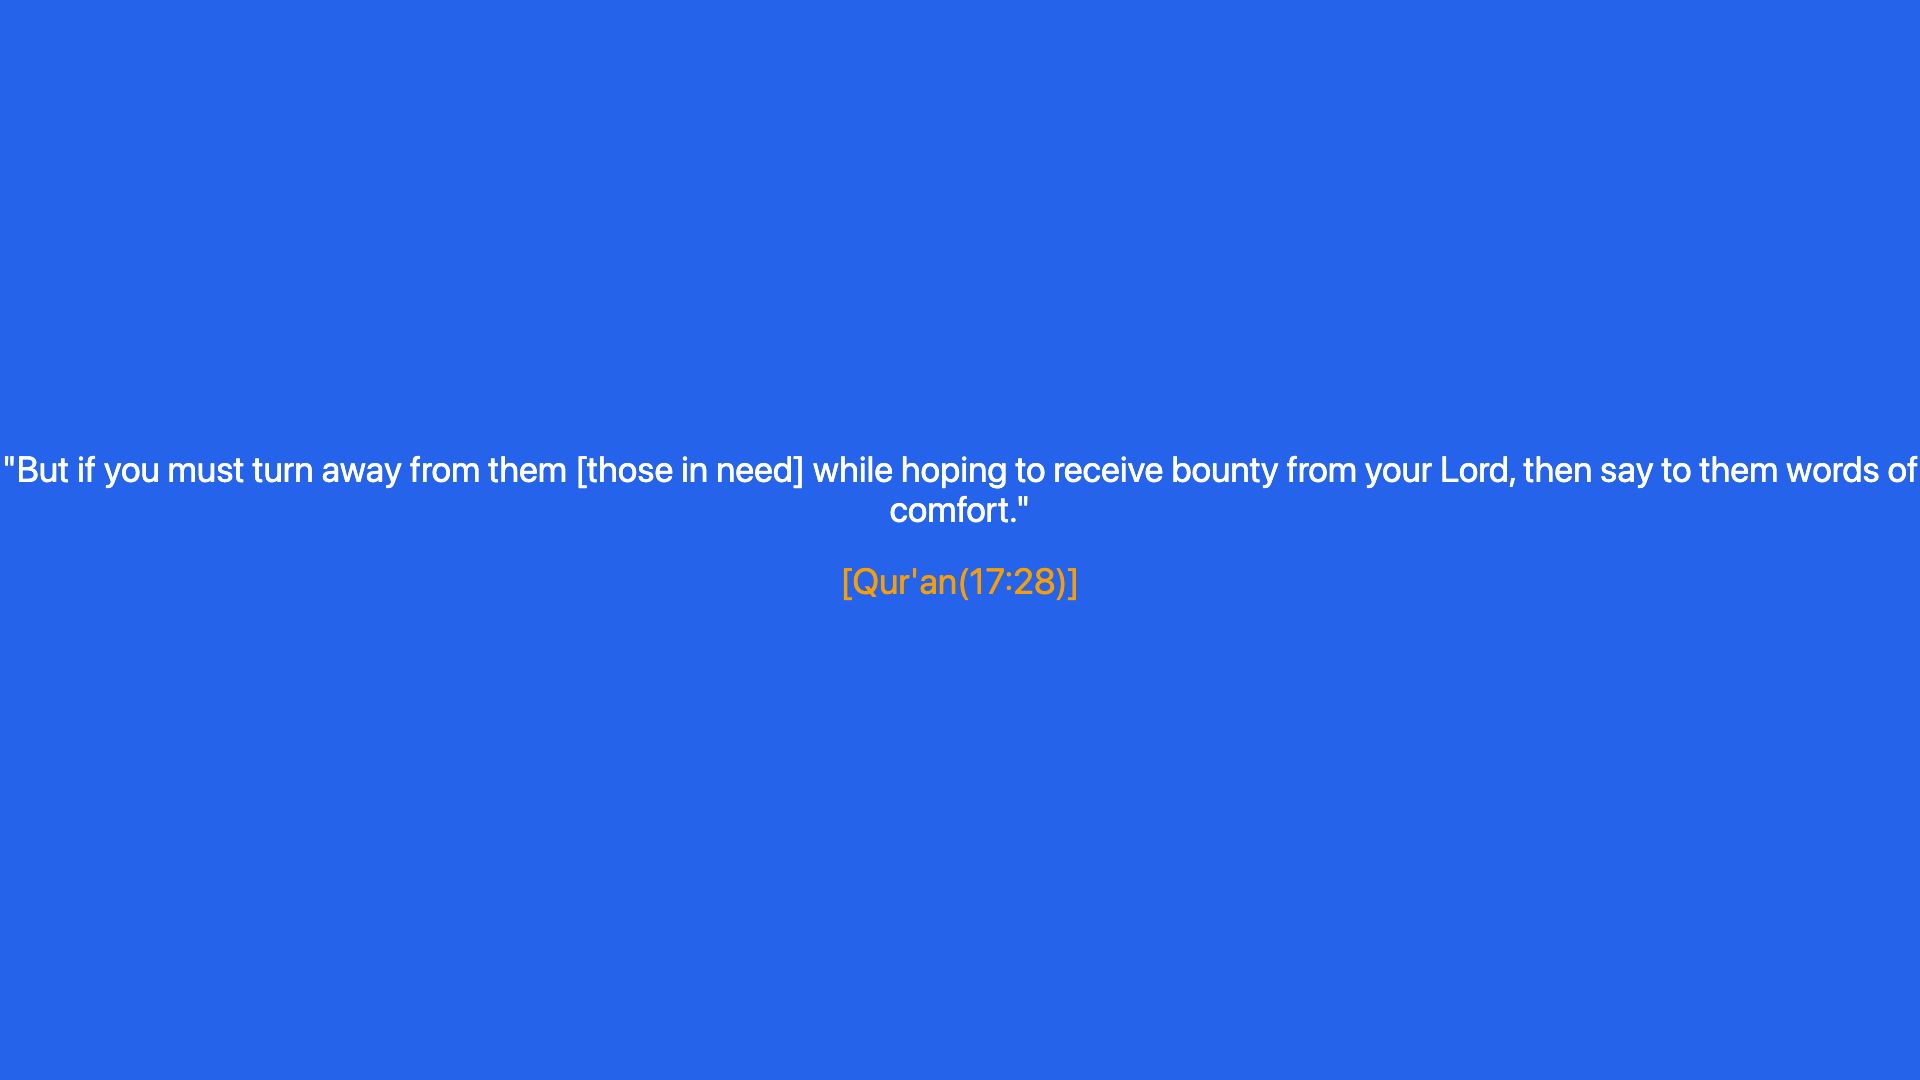 "But if you must turn away from them [those in need] while hoping to receive bounty from your Lord, then say to them words of
comfort."
[Qur'an(17:28)]